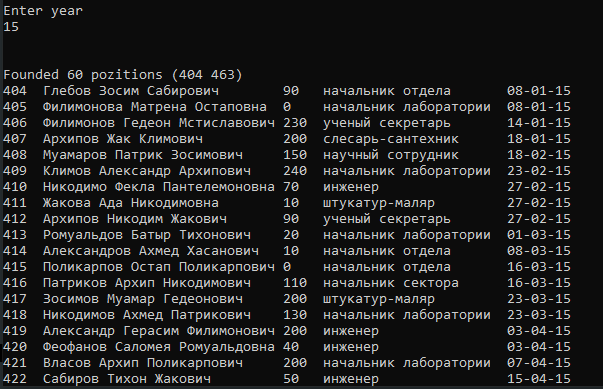 Enter year
15
Founded 60 pozitions (404 463)
404 Глебов Зосим Сабирович 90 начальник отдела 08-01-15
405 Филимонова Матрена Остаповна 0 начальник лаборатории 08-01-15
406 Филимонов Гедеон Мстиславович 230 ученый секретарь 14-01-15
407 Архипов Жак Климович 200 слесарь-сантехник 18-01-15
408 Муамаров Патрик Зосимович 150 научный сотрудник 18-02-15
409 Климов Александр Архипович 240 начальник лаборатории 23-02-15
410 Никодимо Фекла Пантелемоновна 70 инженер 27-02-15
411 Жакова Ада Никодимовна 10 штукатур-маляр 27-02-15
412 Архипов Никодим Жакович 90 ученый секретарь 27-02-15
413 Ромуальдов Батыр Тихонович 20 начальник лаборатории 01-03-15
414 Александров Ахмед Хасанович 10 начальник отдела 08-03-15
415 Поликарпов Остап Поликарпович 0 начальник отдела 16-03-15
416 Патриков Архип Никодимович 110 начальник сектора 16-03-15
417 Зосимов Муамар Гедеонович 200 штукатур-маляр 23-03-15
418 Никодимов Ахмед Патрикович 130 начальник лаборатории 23-03-15
419 Александр Герасим Филимонович 200 инженер 03-04-15
420 Феофанов Саломея Ромуальдовна 40 инженер 03-04-15
421 Власов Архип Поликарпович 200 начальник лаборатории 07-04-15
422 Сабиров Тихон Жакович 50 инженер 15-04-15